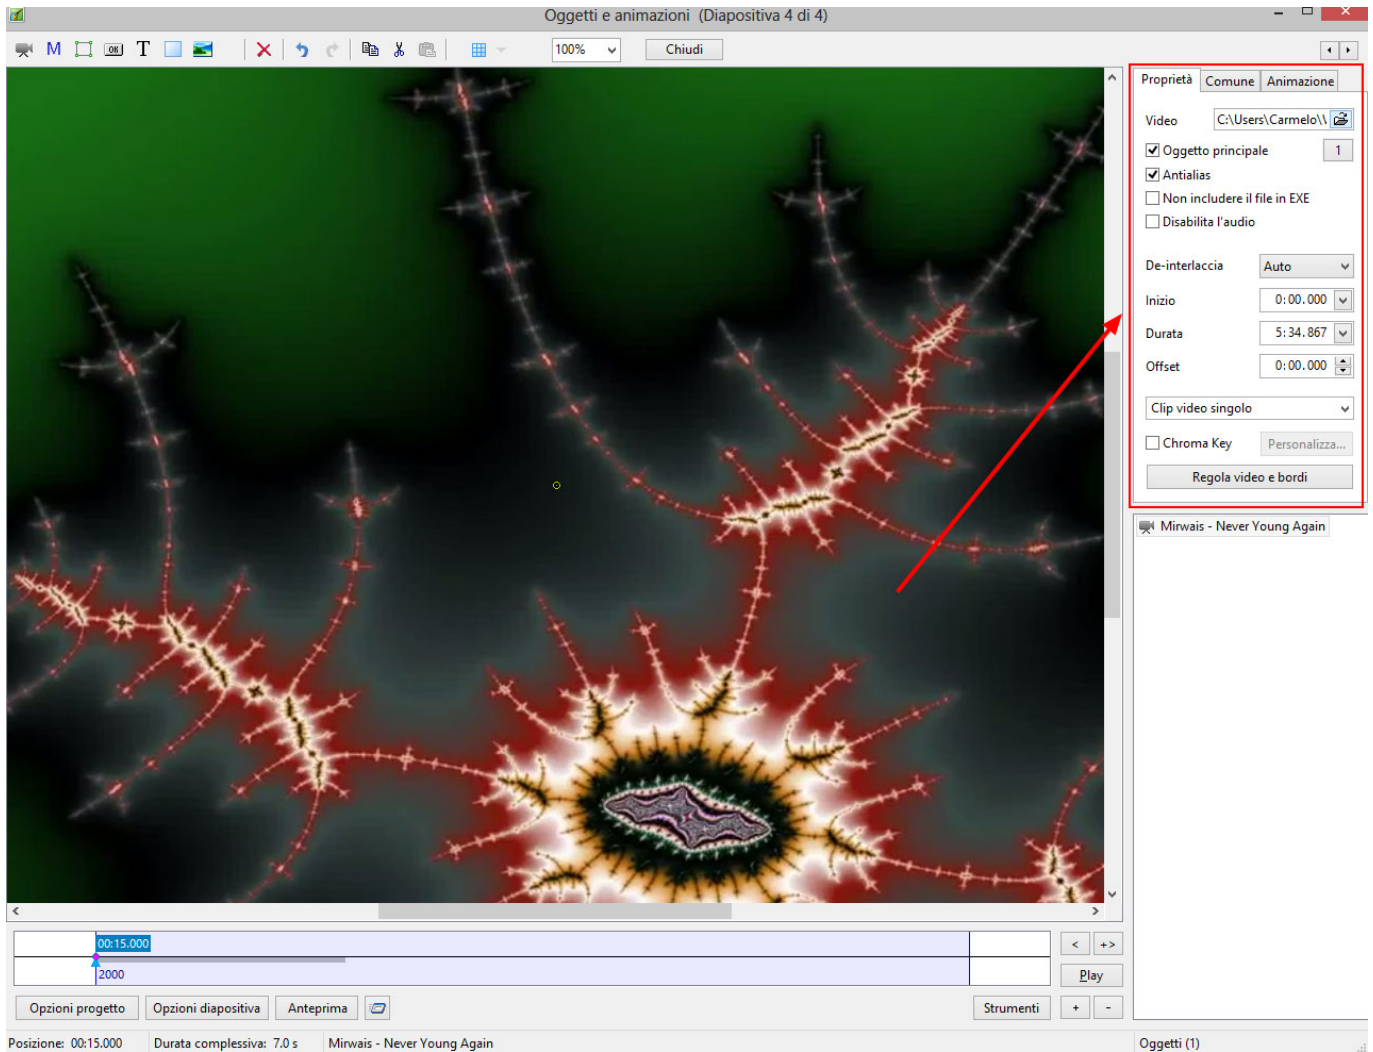 Oggetti e animazioni (Diapositiva 4 di 4)
M OK T 100% Chiudi
Proprietà Comune Animazione
Video C:\Users\Carmelo\\
Oggetto principale 1
Antialias
Non includere il file in EXE
Disabilita l'audio
De-interlaccia Auto
Inizio 0:00.000
Durata 5:34.867
Offset 0:00.000
Clip video singolo
Chroma Key Personalizza...
Regola video e bordi
Mirwais - Never Young Again
00:15.000
2000
< +>
Play
Opzioni progetto Opzioni diapositiva Anteprima Strumenti + -
Posizione: 00:15.000 Durata complessiva: 7.0 s Mirwais - Never Young Again Oggetti (1)